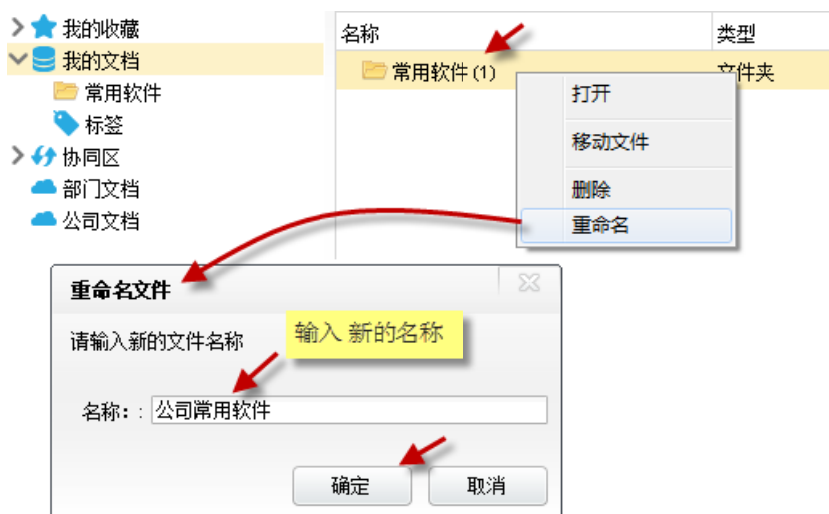 我的收藏
我的文档
常用软件
标签
协同区
部门文档
公司文档
名称
类型
常用软件(1)
文件夹
打开
移动文件
删除
重命名
重命名文件
请输入新的文件名称
输入 新的名称
名称: :
公司常用软件
确定
取消